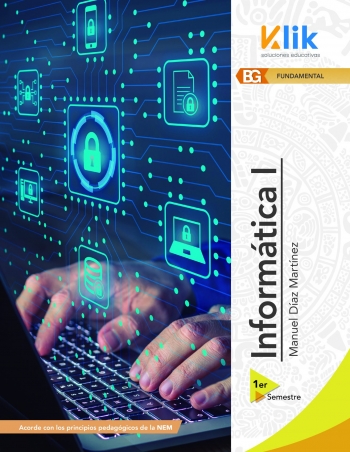 Klik
soluciones educativas
BG FUNDAMENTAL
Informática I
Manuel Díaz Martínez
1er
Semestre
Acorde con los principios pedagógicos de la NEM